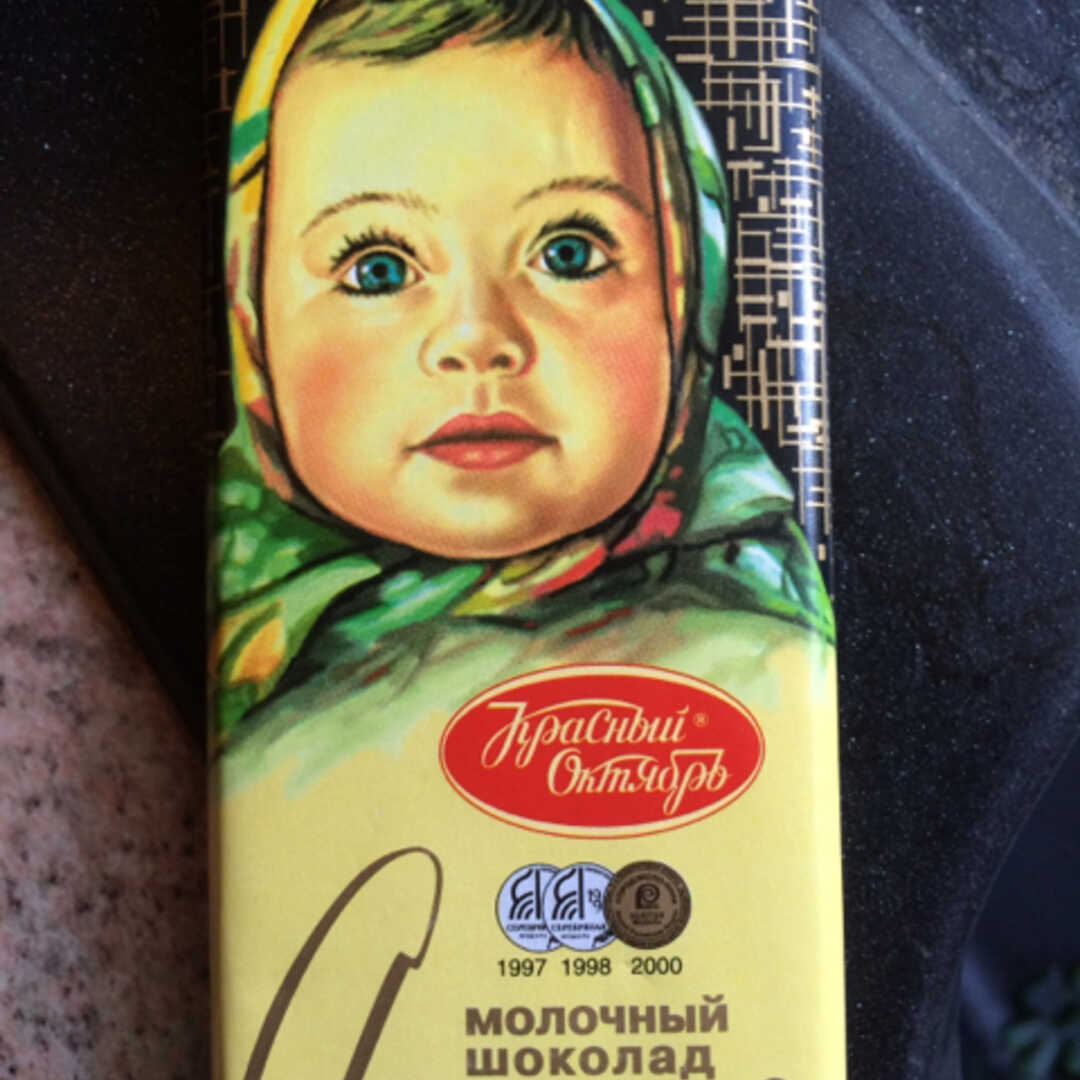 Красный®
Октябрь
1997 1998 2000
МОЛОЧНЫЙ
ШОКОЛАД